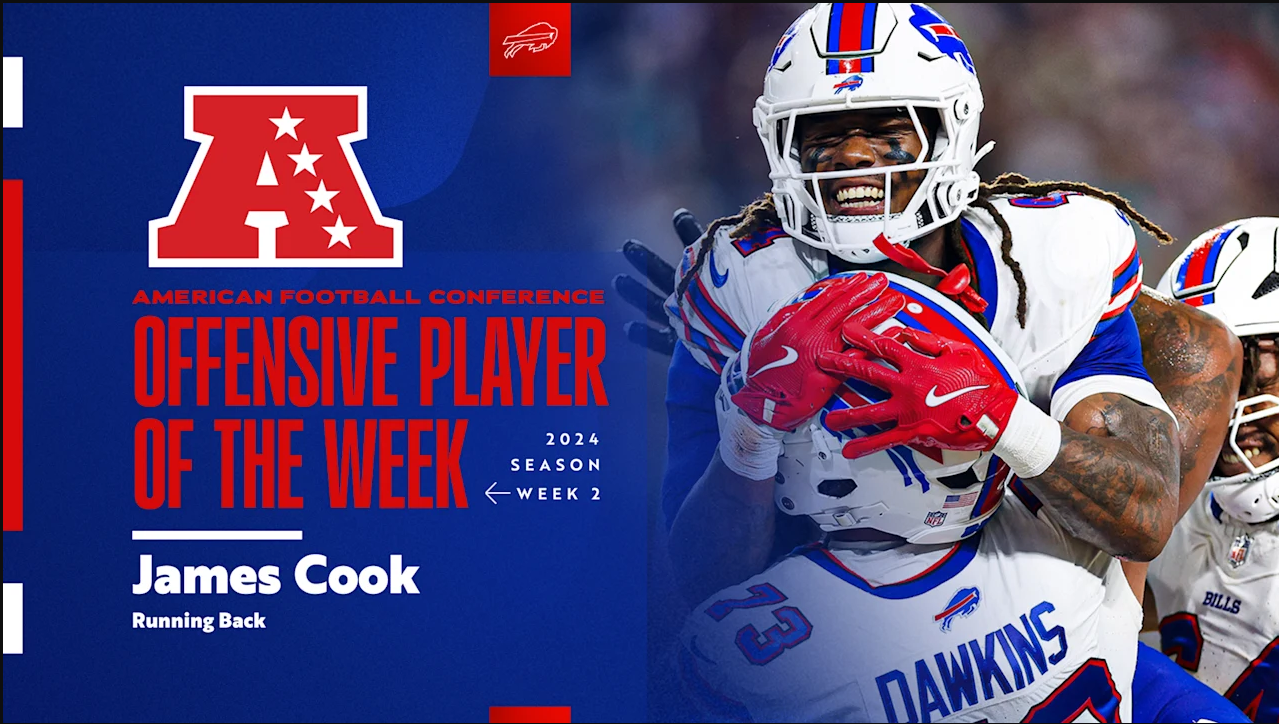 AMERICAN FOOTBALL CONFERENCE
OFFENSIVE PLAYER
OF THE WEEK
2024
SEASON
←WEEK 2
James Cook
Running Back
NFL
73
DAWKINS
BILLS